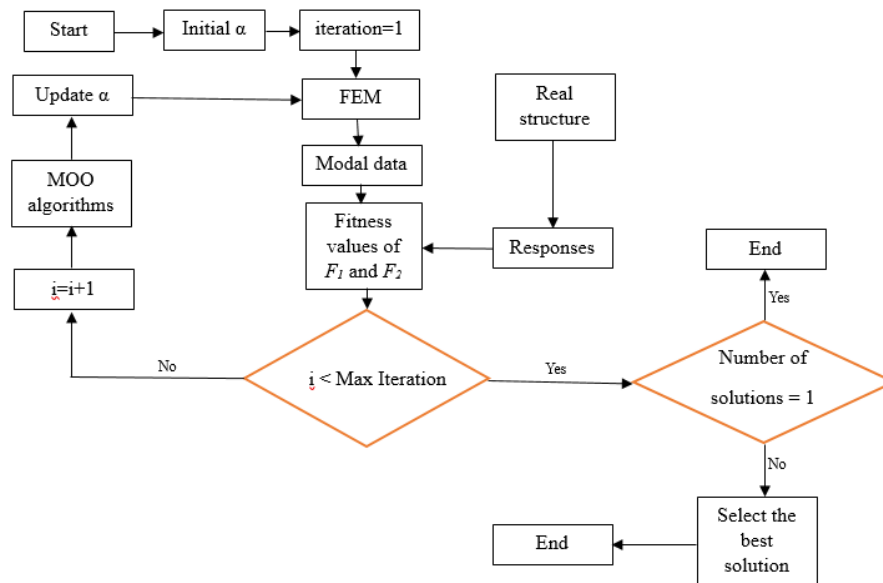 Start
Initial α
iteration=1
Update α
FEM
Real
structure
MOO
algorithms
Modal data
Fitness
values of
F₁ and F₂
Responses
End
i=i+1
Yes
No
i < Max Iteration
Yes
Number of
solutions = 1
No
Select the
best
solution
End